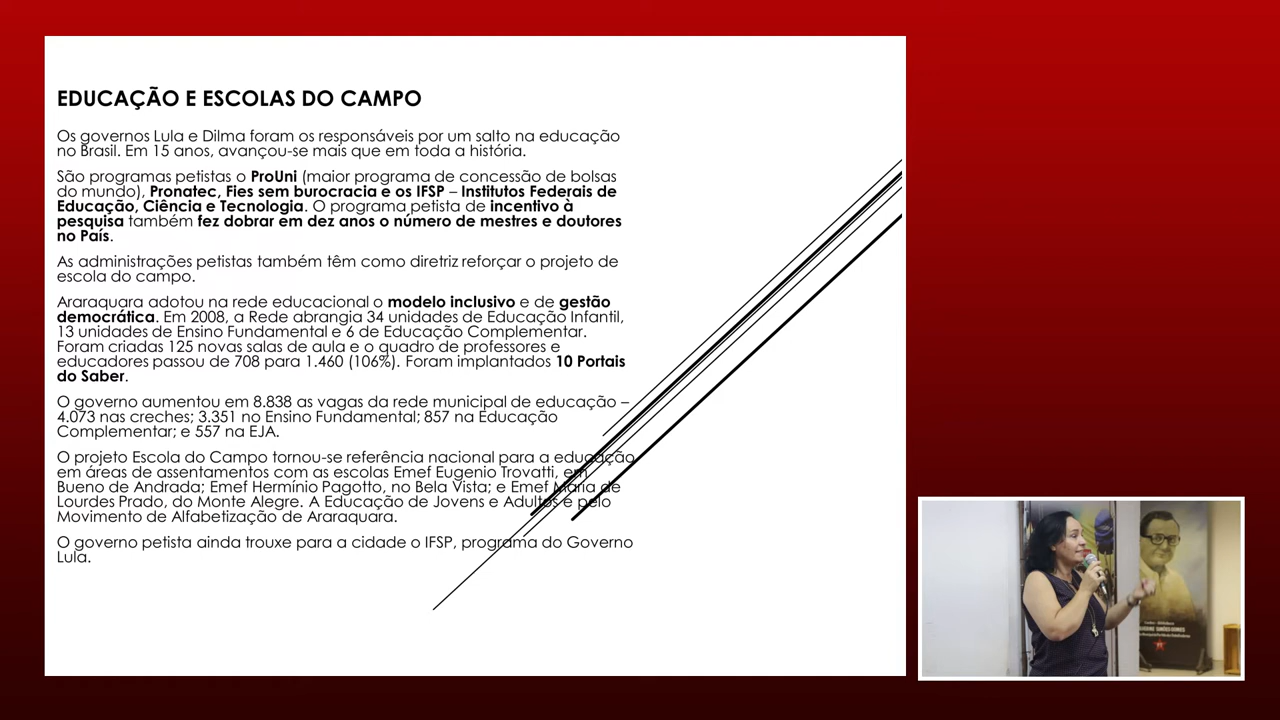 EDUCAÇÃO E ESCOLAS DO CAMPO
Os governos Lula e Dilma foram os responsáveis por um salto na educação
no Brasil. Em 15 anos, avançou-se mais que em toda a história.
São programas petistas o ProUni (maior programa de concessão de bolsas
do mundo), Pronatec, Fies sem burocracia e os IFSP – Institutos Federais de
Educação, Ciência e Tecnologia. O programa petista de incentivo à
pesquisa também fez dobrar em dez anos o número de mestres e doutores
no País.
As administrações petistas também têm como diretriz reforçar o projeto de
escola do campo.
Araraquara adotou na rede educacional o modelo inclusivo e de gestão
democrática. Em 2008, a Rede abrangia 34 unidades de Educação Infantil,
13 unidades de Ensino Fundamental e 6 de Educação Complementar.
Foram criadas 125 novas salas de aula e o quadro de professores e
educadores passou de 708 para 1.460 (106%). Foram implantados 10 Portais
do Saber.
O governo aumentou em 8.838 as vagas da rede municipal de educação –
4.073 nas creches; 3.351 no Ensino Fundamental; 857 na Educação
Complementar; e 557 na EJA.
O projeto Escola do Campo tornou-se referência nacional para a educação
em áreas de assentamentos com as escolas Emef Eugenio Trovatti, em
Bueno de Andrada; Emef Hermínio Pagotto, no Bela Vista; e Emef Maria de
Lourdes Prado, do Monte Alegre. A Educação de Jovens e Adultos e pelo
Movimento de Alfabetização de Araraquara.
O governo petista ainda trouxe para a cidade o IFSP, programa do Governo
Lula.